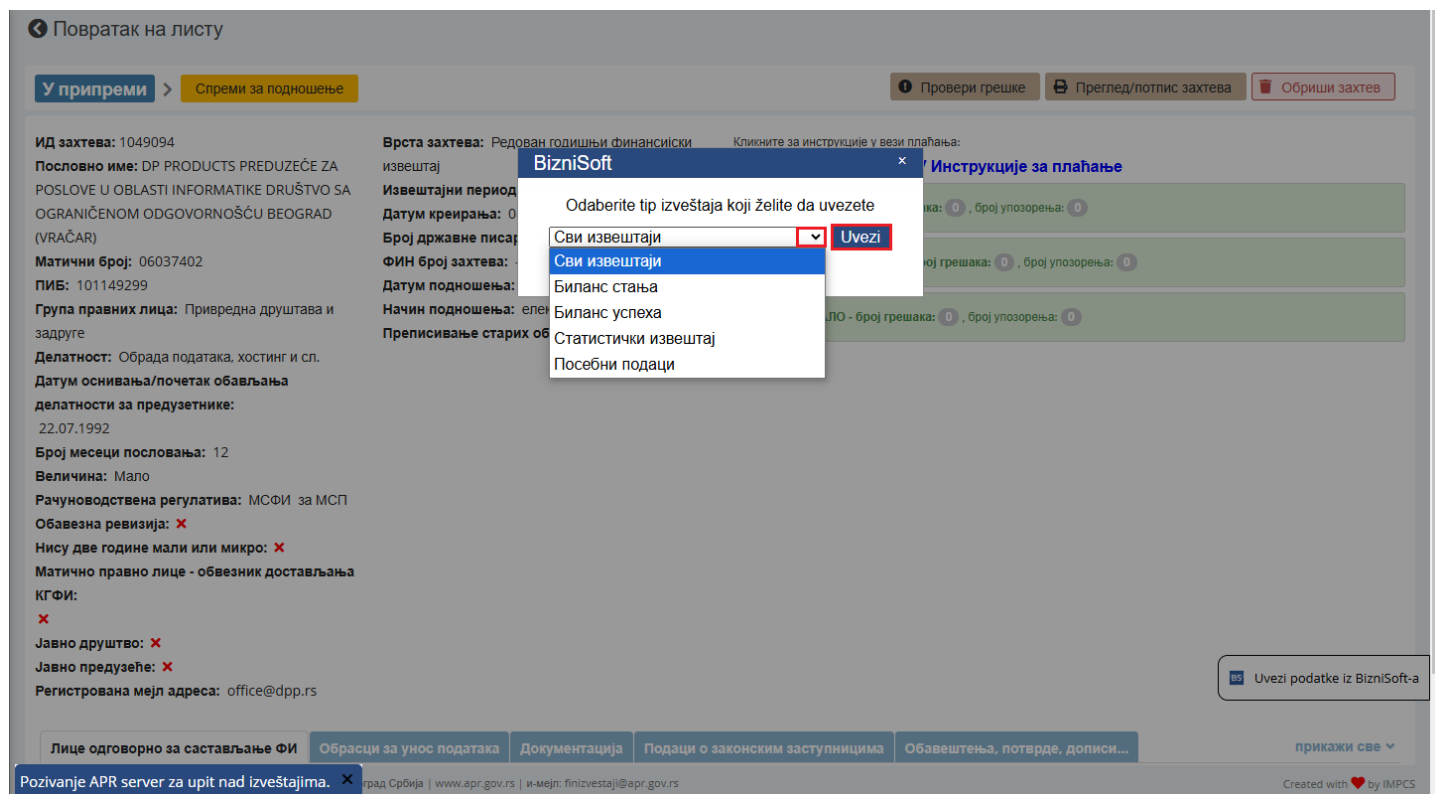 Повратак на листу
У припреми > Спреми за подношење
Провери грешке
Преглед/потпис захтева
Обриши захтев
ИД захтева: 1049094
Пословно име: DP PRODUCTS PREDUZEĆE ZA
POSLOVE U OBLASTI INFORMATIKE DRUŠTVO SA
OGRANIČENOM ODGOVORNOŠĆU BEOGRAD
(VRAČAR)
Матични број: 06037402
ПИБ: 101149299
Група правних лица: Привредна друштава и
задруге
Делатност: Обрада података, хостинг и сл.
Датум оснивања/почетак обављања
делатности за предузетнике:
22.07.1992
Број месеци пословања: 12
Величина: Мало
Рачуноводствена регулатива: МСФИ за МСП
Обавезна ревизија:
Нису две године мали или микро:
Матично правно лице - обвезник достављања
КГФИ:
Јавно друштво:
Јавно предузеће:
Регистрована мејл адреса: office@dpp.rs
Врста захтева: Редован годишњи финансијски
извештај
Извештајни период
Датум креирања: 0
Број државне писар
ФИН број захтева: -
Датум подношења:
Начин подношења: елек
Преписивање старих об
Кликните за инструкције у вези плаћања:
/ Инструкције за плаћање
ака: 0 , број упозорења: 0
ој грешака: 0 , број упозорења: 0
ЛО - број грешака: 0 , број упозорења: 0
BizniSoft ×
Odaberite tip izveštaja koji želite da uvezete
Сви извештаји
Uvezi
Сви извештаји
Биланс стања
Биланс успеха
Статистички извештај
Посебни подаци
BS Uvezi podatke iz BizniSoft-a
Лице одговорно за састављање ФИ
Обрасци за унос података
Документација
Подаци о законским заступницима
Обавештења, потврде, дописи...
прикажи све
Pozivanje APR server za upit nad izveštajima. ×
оград Србија | www.apr.gov.rs | и-мејл: finizvestaji@apr.gov.rs
Created with ❤ by IMPCS